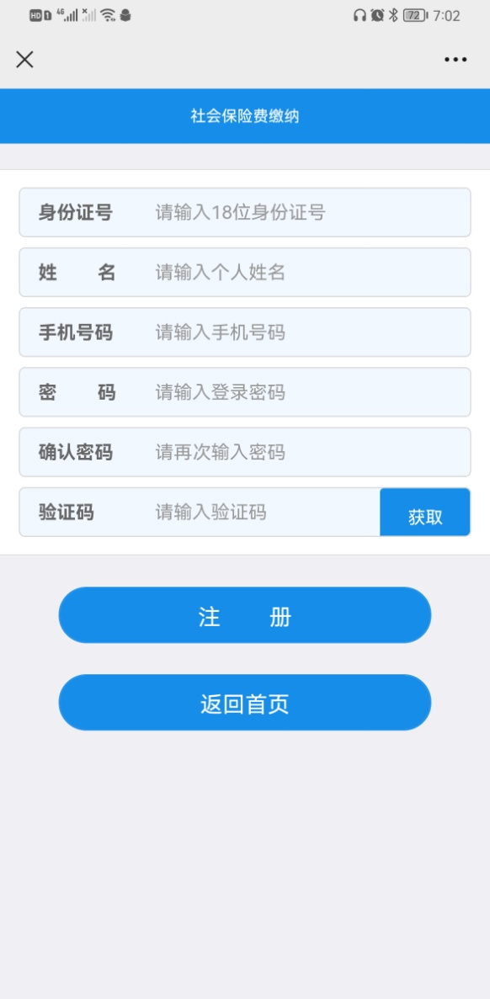 HD 1 4G 72 7:02
社会保险费缴纳
身份证号 请输入18位身份证号
姓 名 请输入个人姓名
手机号码 请输入手机号码
密 码 请输入登录密码
确认密码 请再次输入密码
验证码 请输入验证码 获取
注 册
返回首页